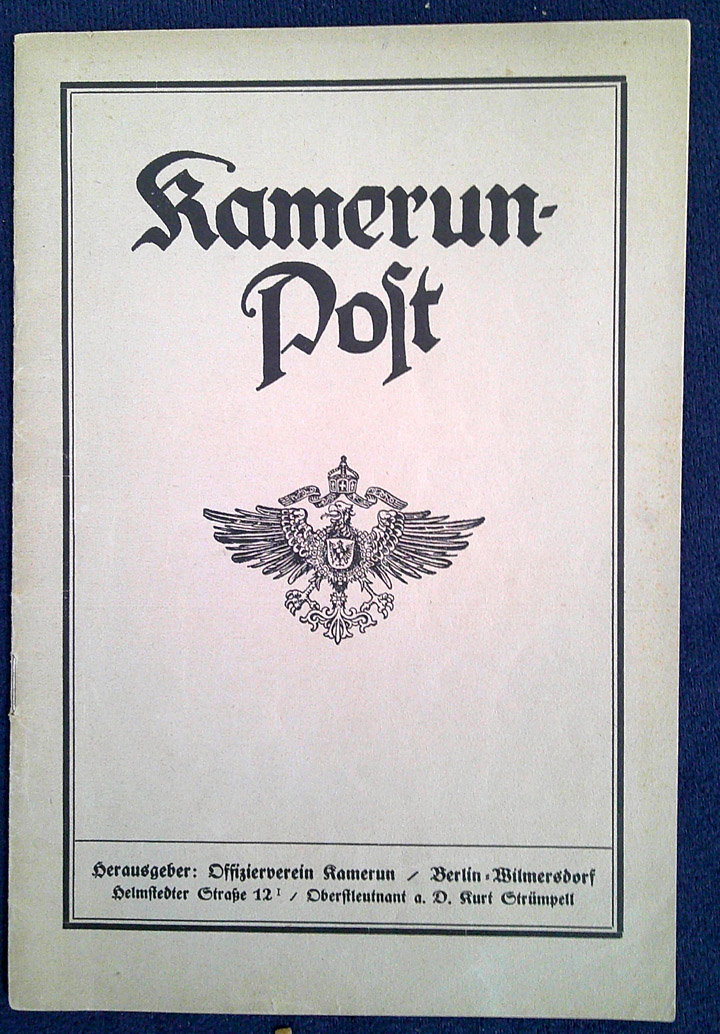 Kamerun-
Poſt
Herausgeber: Offizierverein Kamerun / Berlin-Wilmersdorf
Helmſtedter Straße 12 I / Oberſtleutnant a. D. Kurt Strümpell